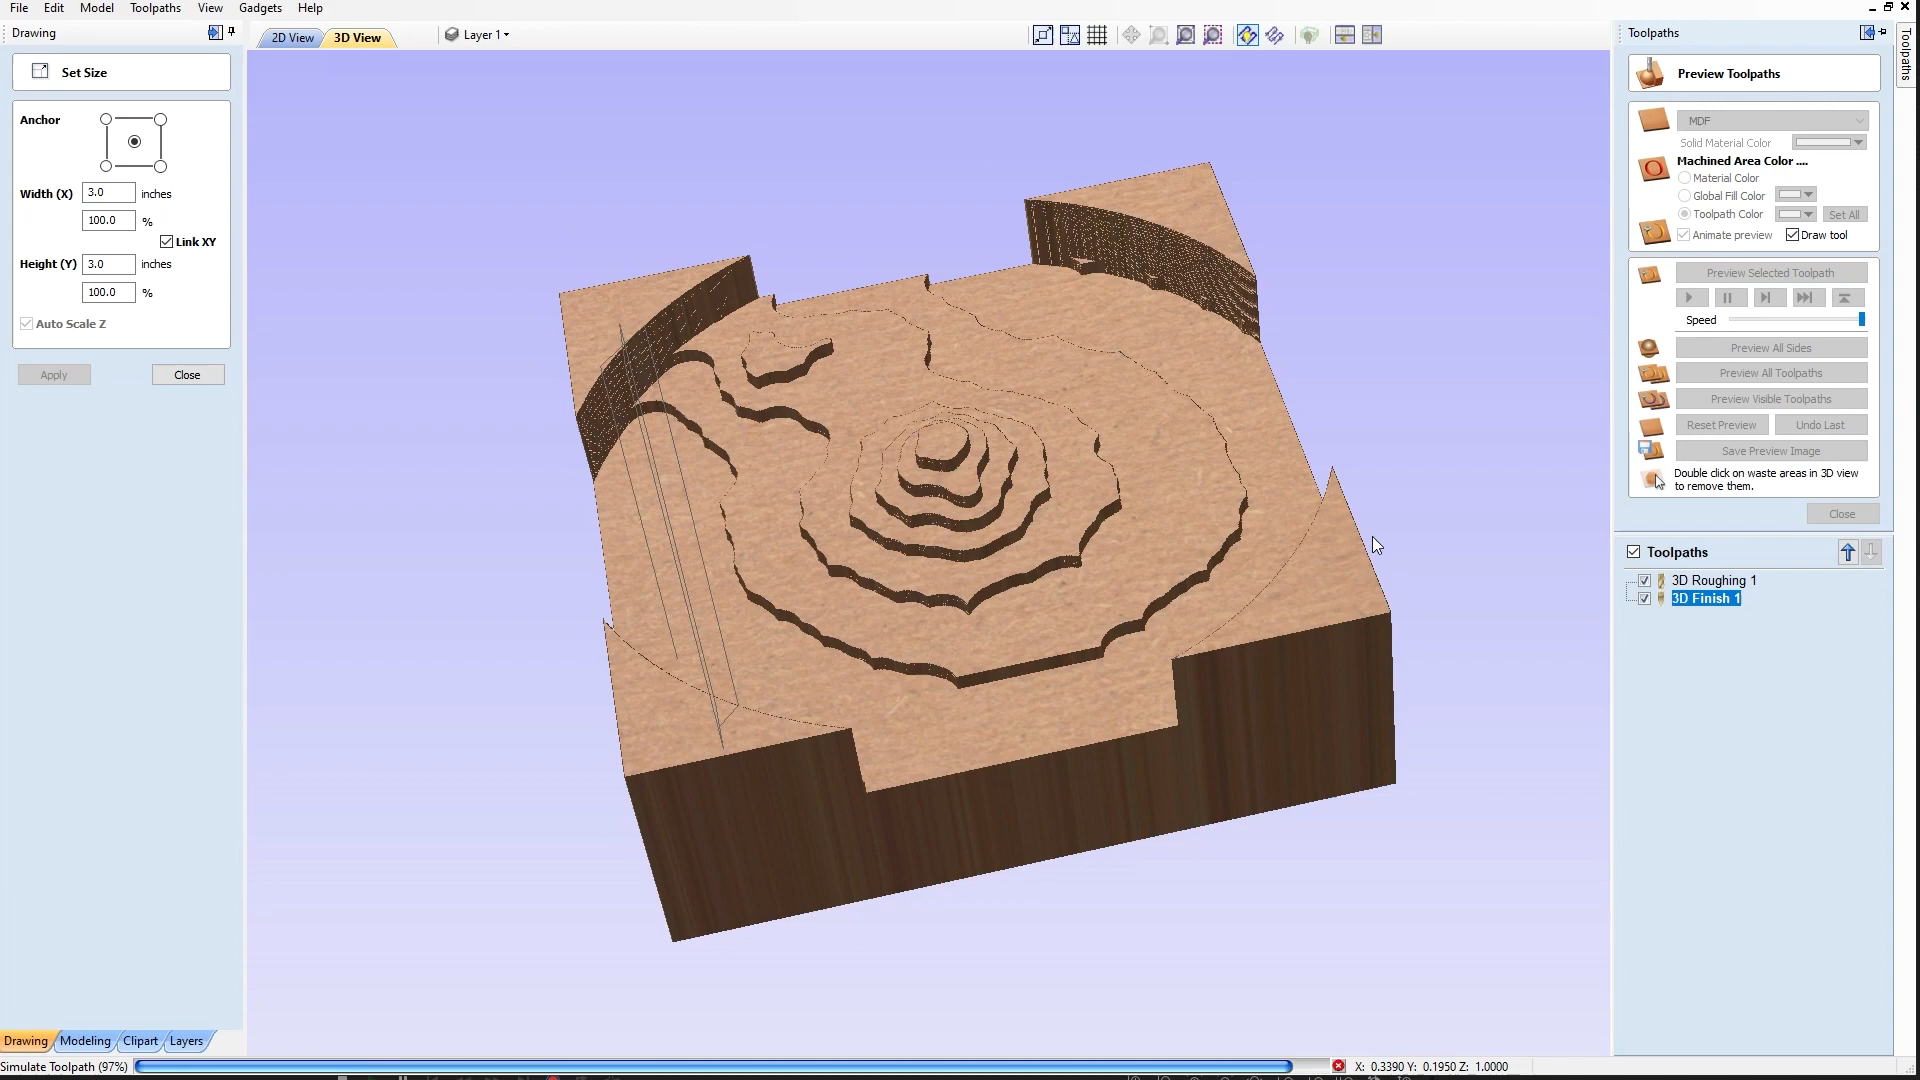 File Edit Model Toolpaths View Gadgets Help
Drawing
Set Size
Anchor
Width (X) 3.0 inches
100.0 %
Link XY
Height (Y) 3.0 inches
100.0 %
Auto Scale Z
Apply Close
2D View 3D View Layer 1
Toolpaths
Toolpaths
Preview Toolpaths
MDF
Solid Material Color
Machined Area Color ....
Material Color
Global Fill Color
Toolpath Color Set All
Animate preview Draw tool
Preview Selected Toolpath
Speed
Preview All Sides
Preview All Toolpaths
Preview Visible Toolpaths
Reset Preview Undo Last
Save Preview Image
Double click on waste areas in 3D view
to remove them.
Close
Toolpaths
3D Roughing 1
3D Finish 1
Drawing Modeling Clipart Layers
Simulate Toolpath (97%) X: 0.3390 Y: 0.1950 Z: 1.0000